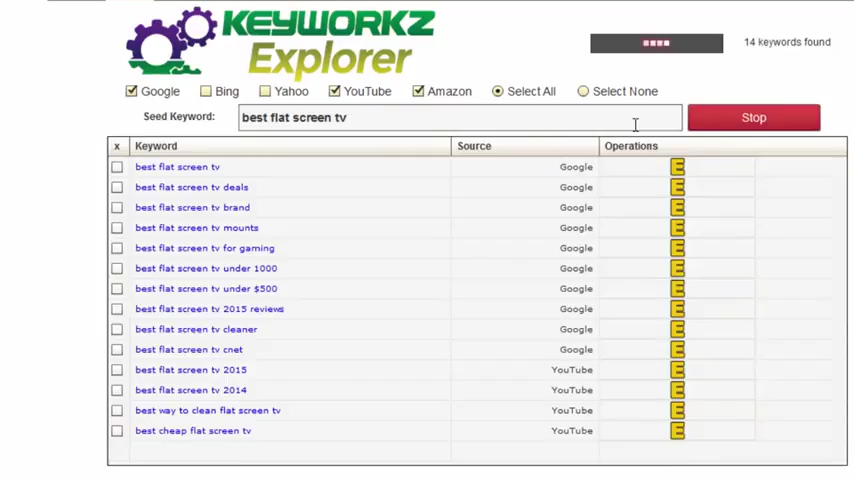 KEYWORKZ
Explorer
14 keywords found
Google Bing Yahoo YouTube Amazon Select All Select None
Seed Keyword: best flat screen tv Stop
x Keyword Source Operations
best flat screen tv Google E
best flat screen tv deals Google E
best flat screen tv brand Google E
best flat screen tv mounts Google E
best flat screen tv for gaming Google E
best flat screen tv under 1000 Google E
best flat screen tv under $500 Google E
best flat screen tv 2015 reviews Google E
best flat screen tv cleaner Google E
best flat screen tv cnet Google E
best flat screen tv 2015 YouTube E
best flat screen tv 2014 YouTube E
best way to clean flat screen tv YouTube E
best cheap flat screen tv YouTube E